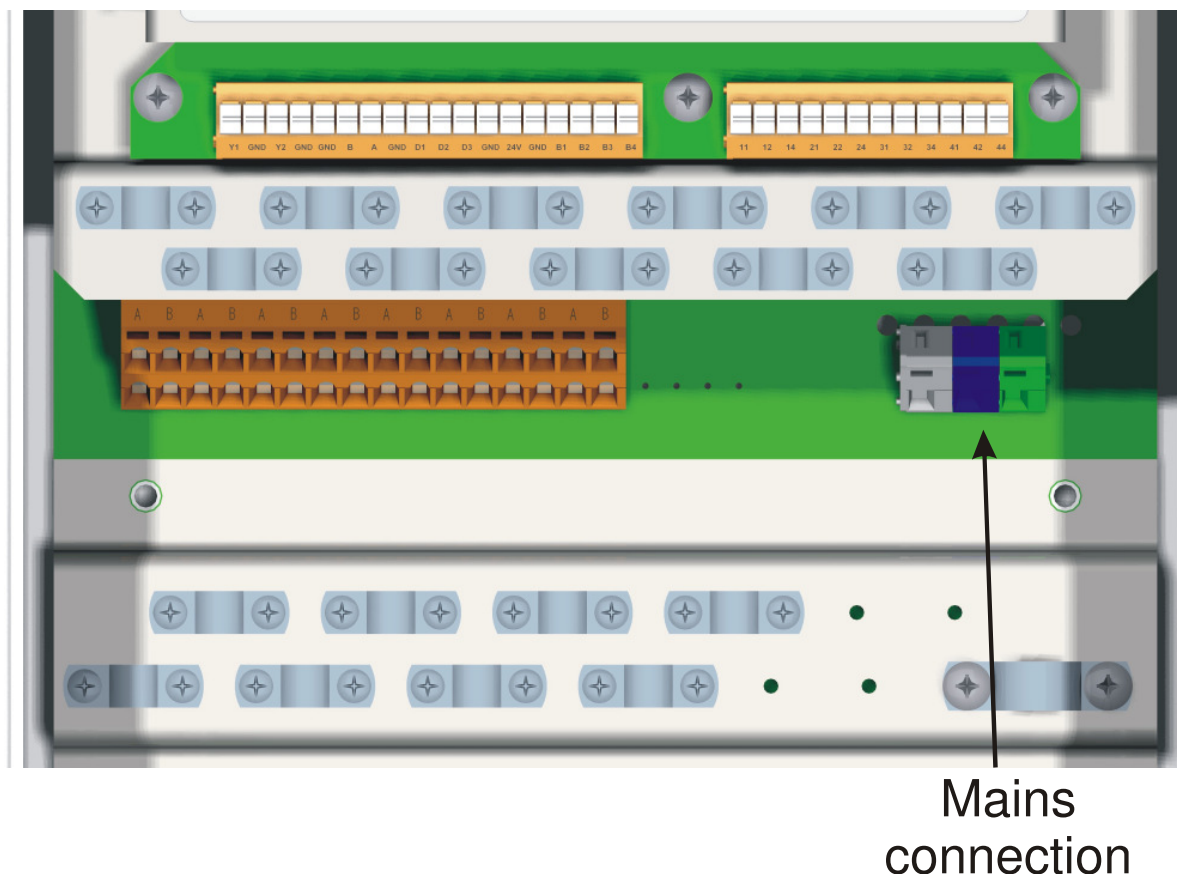 Y1 GND Y2 GND GND B A GND D1 D2 D3 GND 24V GND B1 B2 B3 B4
11 12 14 21 22 24 31 32 34 41 42 44
A B A B A B A B A B A B A B A B
Mains
connection